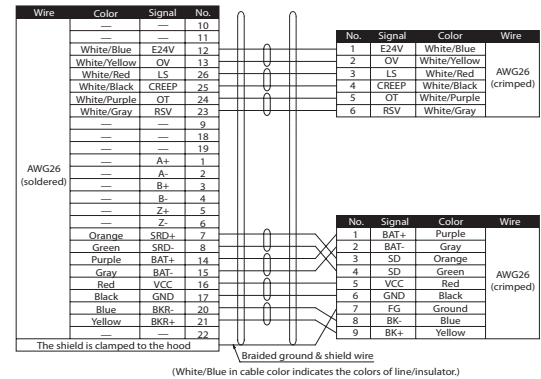 Wire Color Signal No.
— — 10
— — 11
White/Blue E24V 12
White/Yellow OV 13
White/Red LS 26
White/Black CREEP 25
White/Purple OT 24
White/Gray RSV 23
— — 9
— — 18
— — 19
— A+ 1
— A- 2
— B+ 3
— B- 4
— Z+ 5
— Z- 6
Orange SRD+ 7
Green SRD- 8
Purple BAT+ 14
Gray BAT- 15
Red VCC 16
Black GND 17
Blue BKR- 20
Yellow BKR+ 21
— — 22
AWG26
(soldered)
The shield is clamped to the hood
No. Signal Color Wire
1 E24V White/Blue
2 OV White/Yellow
3 LS White/Red
4 CREEP White/Black
5 OT White/Purple
6 RSV White/Gray
AWG26
(crimped)
No. Signal Color Wire
1 BAT+ Purple
2 BAT- Gray
3 SD Orange
4 SD Green
5 VCC Red
6 GND Black
7 FG Ground
8 BK- Blue
9 BK+ Yellow
AWG26
(crimped)
Braided ground & shield wire
(White/Blue in cable color indicates the colors of line/insulator.)